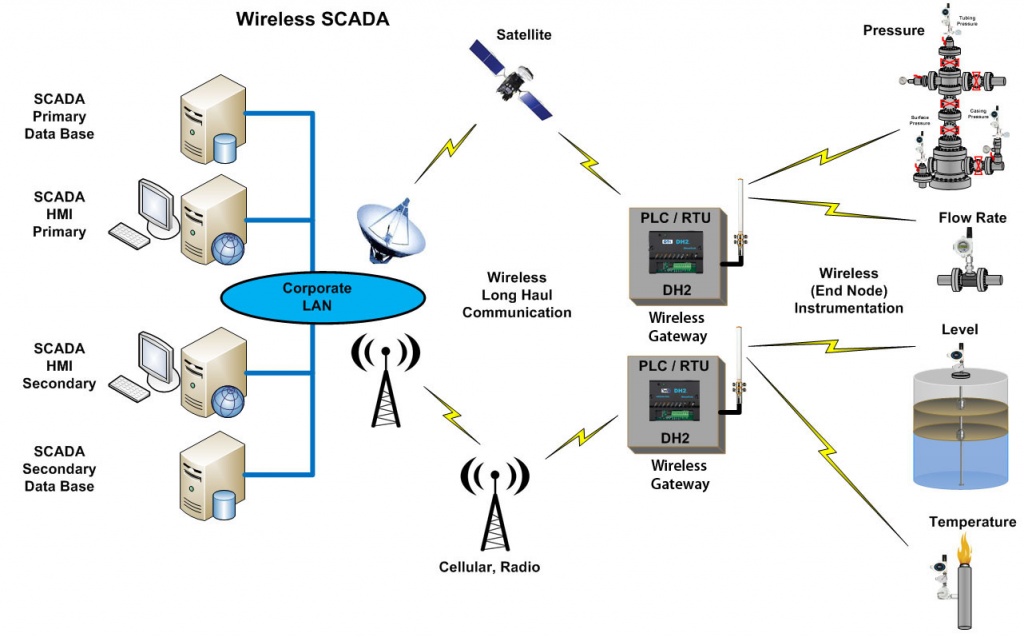 Wireless SCADA
SCADA
Primary
Data Base
SCADA
HMI
Primary
Corporate
LAN
SCADA
HMI
Secondary
SCADA
Secondary
Data Base
Satellite
Wireless
Long Haul
Communication
Cellular, Radio
PLC / RTU
DH2
DH2
Wireless
Gateway
PLC / RTU
DH2
DH2
Wireless
Gateway
Wireless
(End Node)
Instrumentation
Pressure
Tubing
Pressure
Surface
Pressure
Casing
Pressure
Flow Rate
Level
Temperature